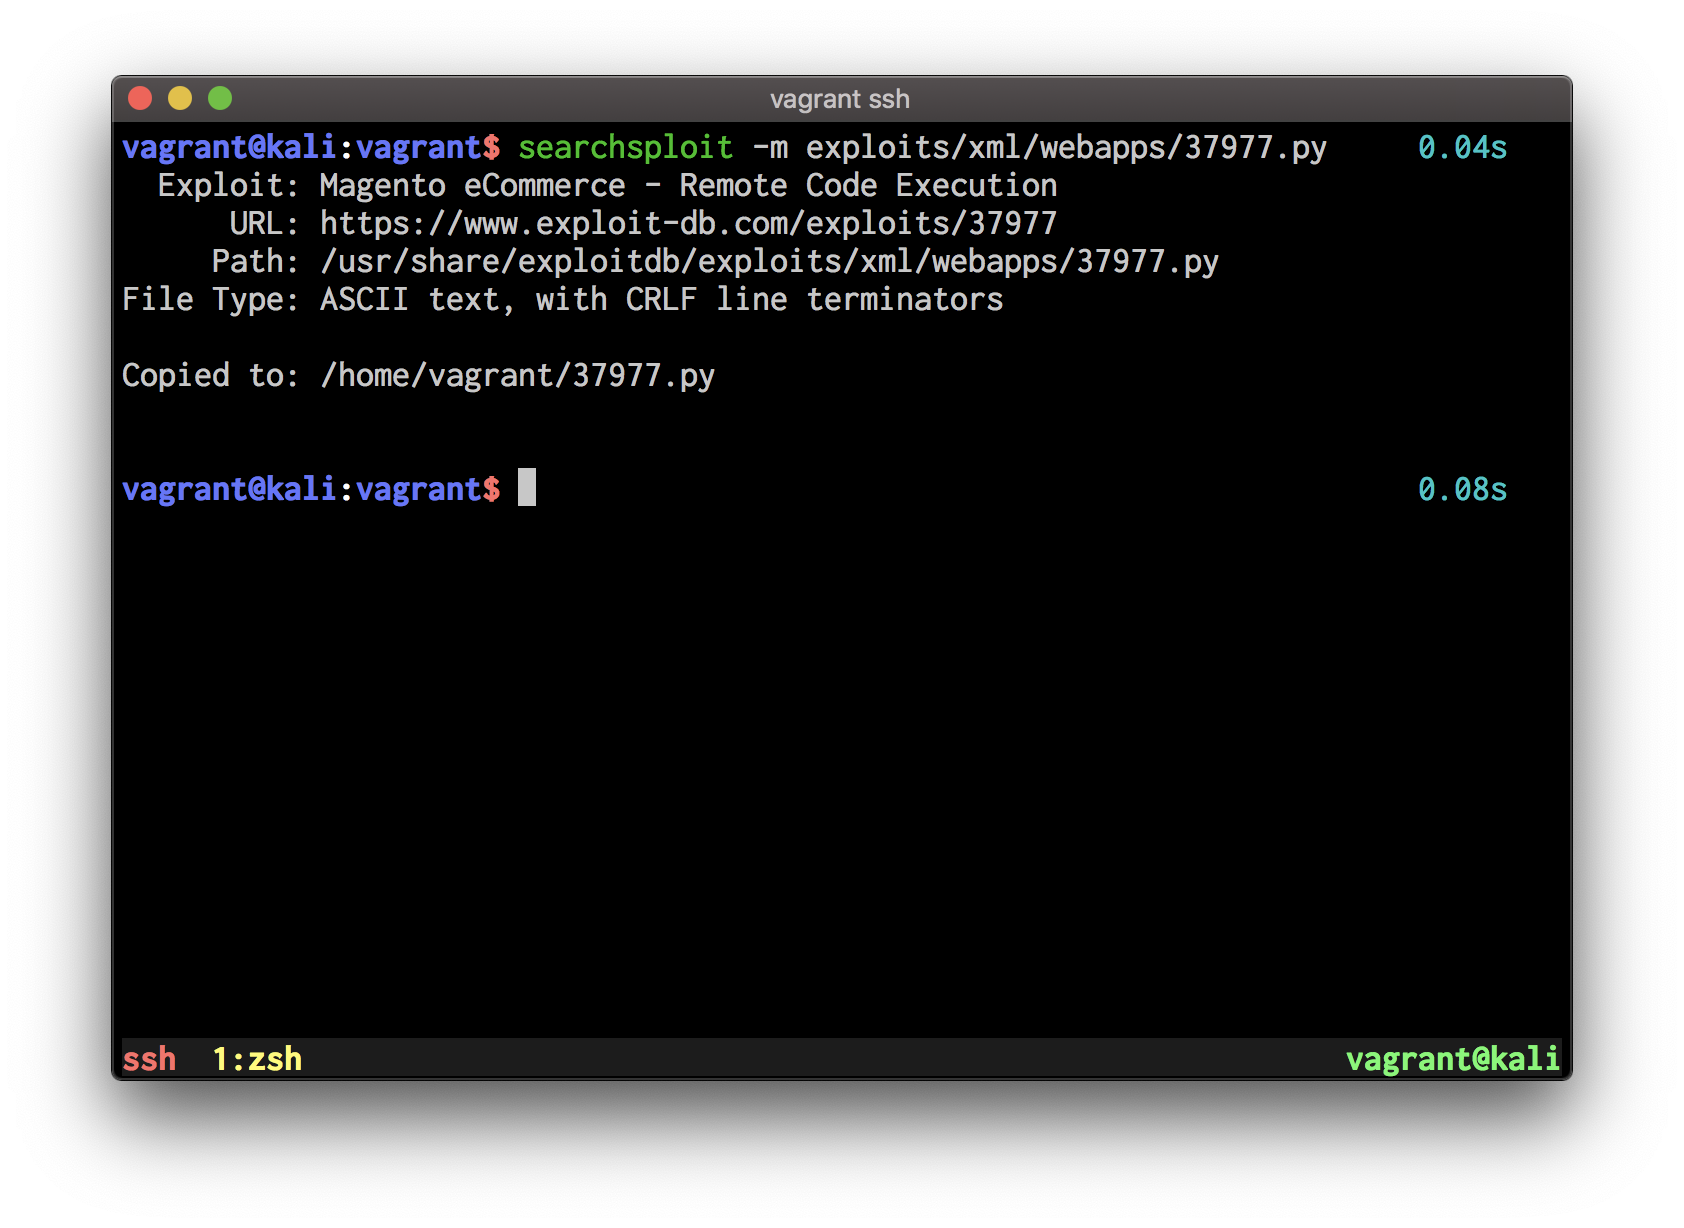 vagrant ssh
vagrant@kali:vagrant$ searchsploit -m exploits/xml/webapps/37977.py 0.04s
Exploit: Magento eCommerce - Remote Code Execution
URL: https://www.exploit-db.com/exploits/37977
Path: /usr/share/exploitdb/exploits/xml/webapps/37977.py
File Type: ASCII text, with CRLF line terminators
Copied to: /home/vagrant/37977.py
vagrant@kali:vagrant$ 0.08s
ssh 1:zsh vagrant@kali